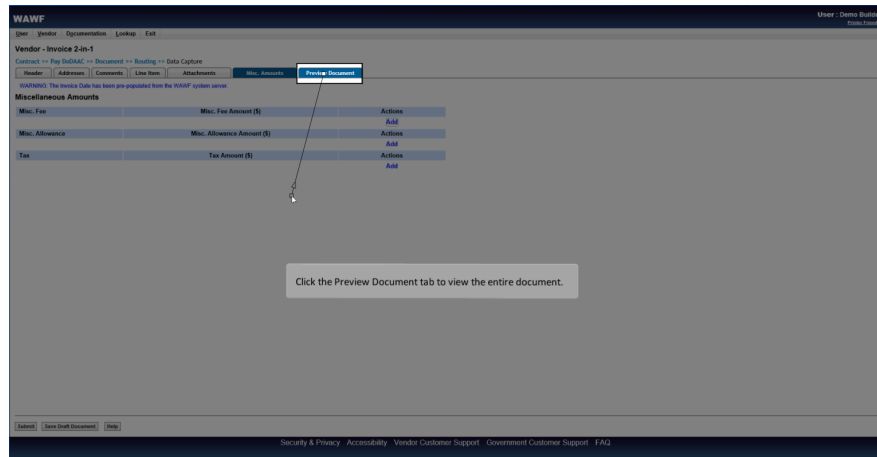 WAWF
User : Demo Builde
Printer Friend
User Vendor Documentation Lookup Exit
Vendor - Invoice 2-in-1
Contract >> Pay DoDAAC >> Document >> Routing >> Data Capture
Header Addresses Comments Line Item Attachments Misc. Amounts Preview Document
WARNING: The Invoice Date has been pre-populated from the WAWF system server.
Miscellaneous Amounts
Misc. Fee Misc. Fee Amount ($) Actions
Add
Misc. Allowance Misc. Allowance Amount ($) Actions
Add
Tax Tax Amount ($) Actions
Add
Click the Preview Document tab to view the entire document.
Submit Save Draft Document Help
Security & Privacy Accessibility Vendor Customer Support Government Customer Support FAQ